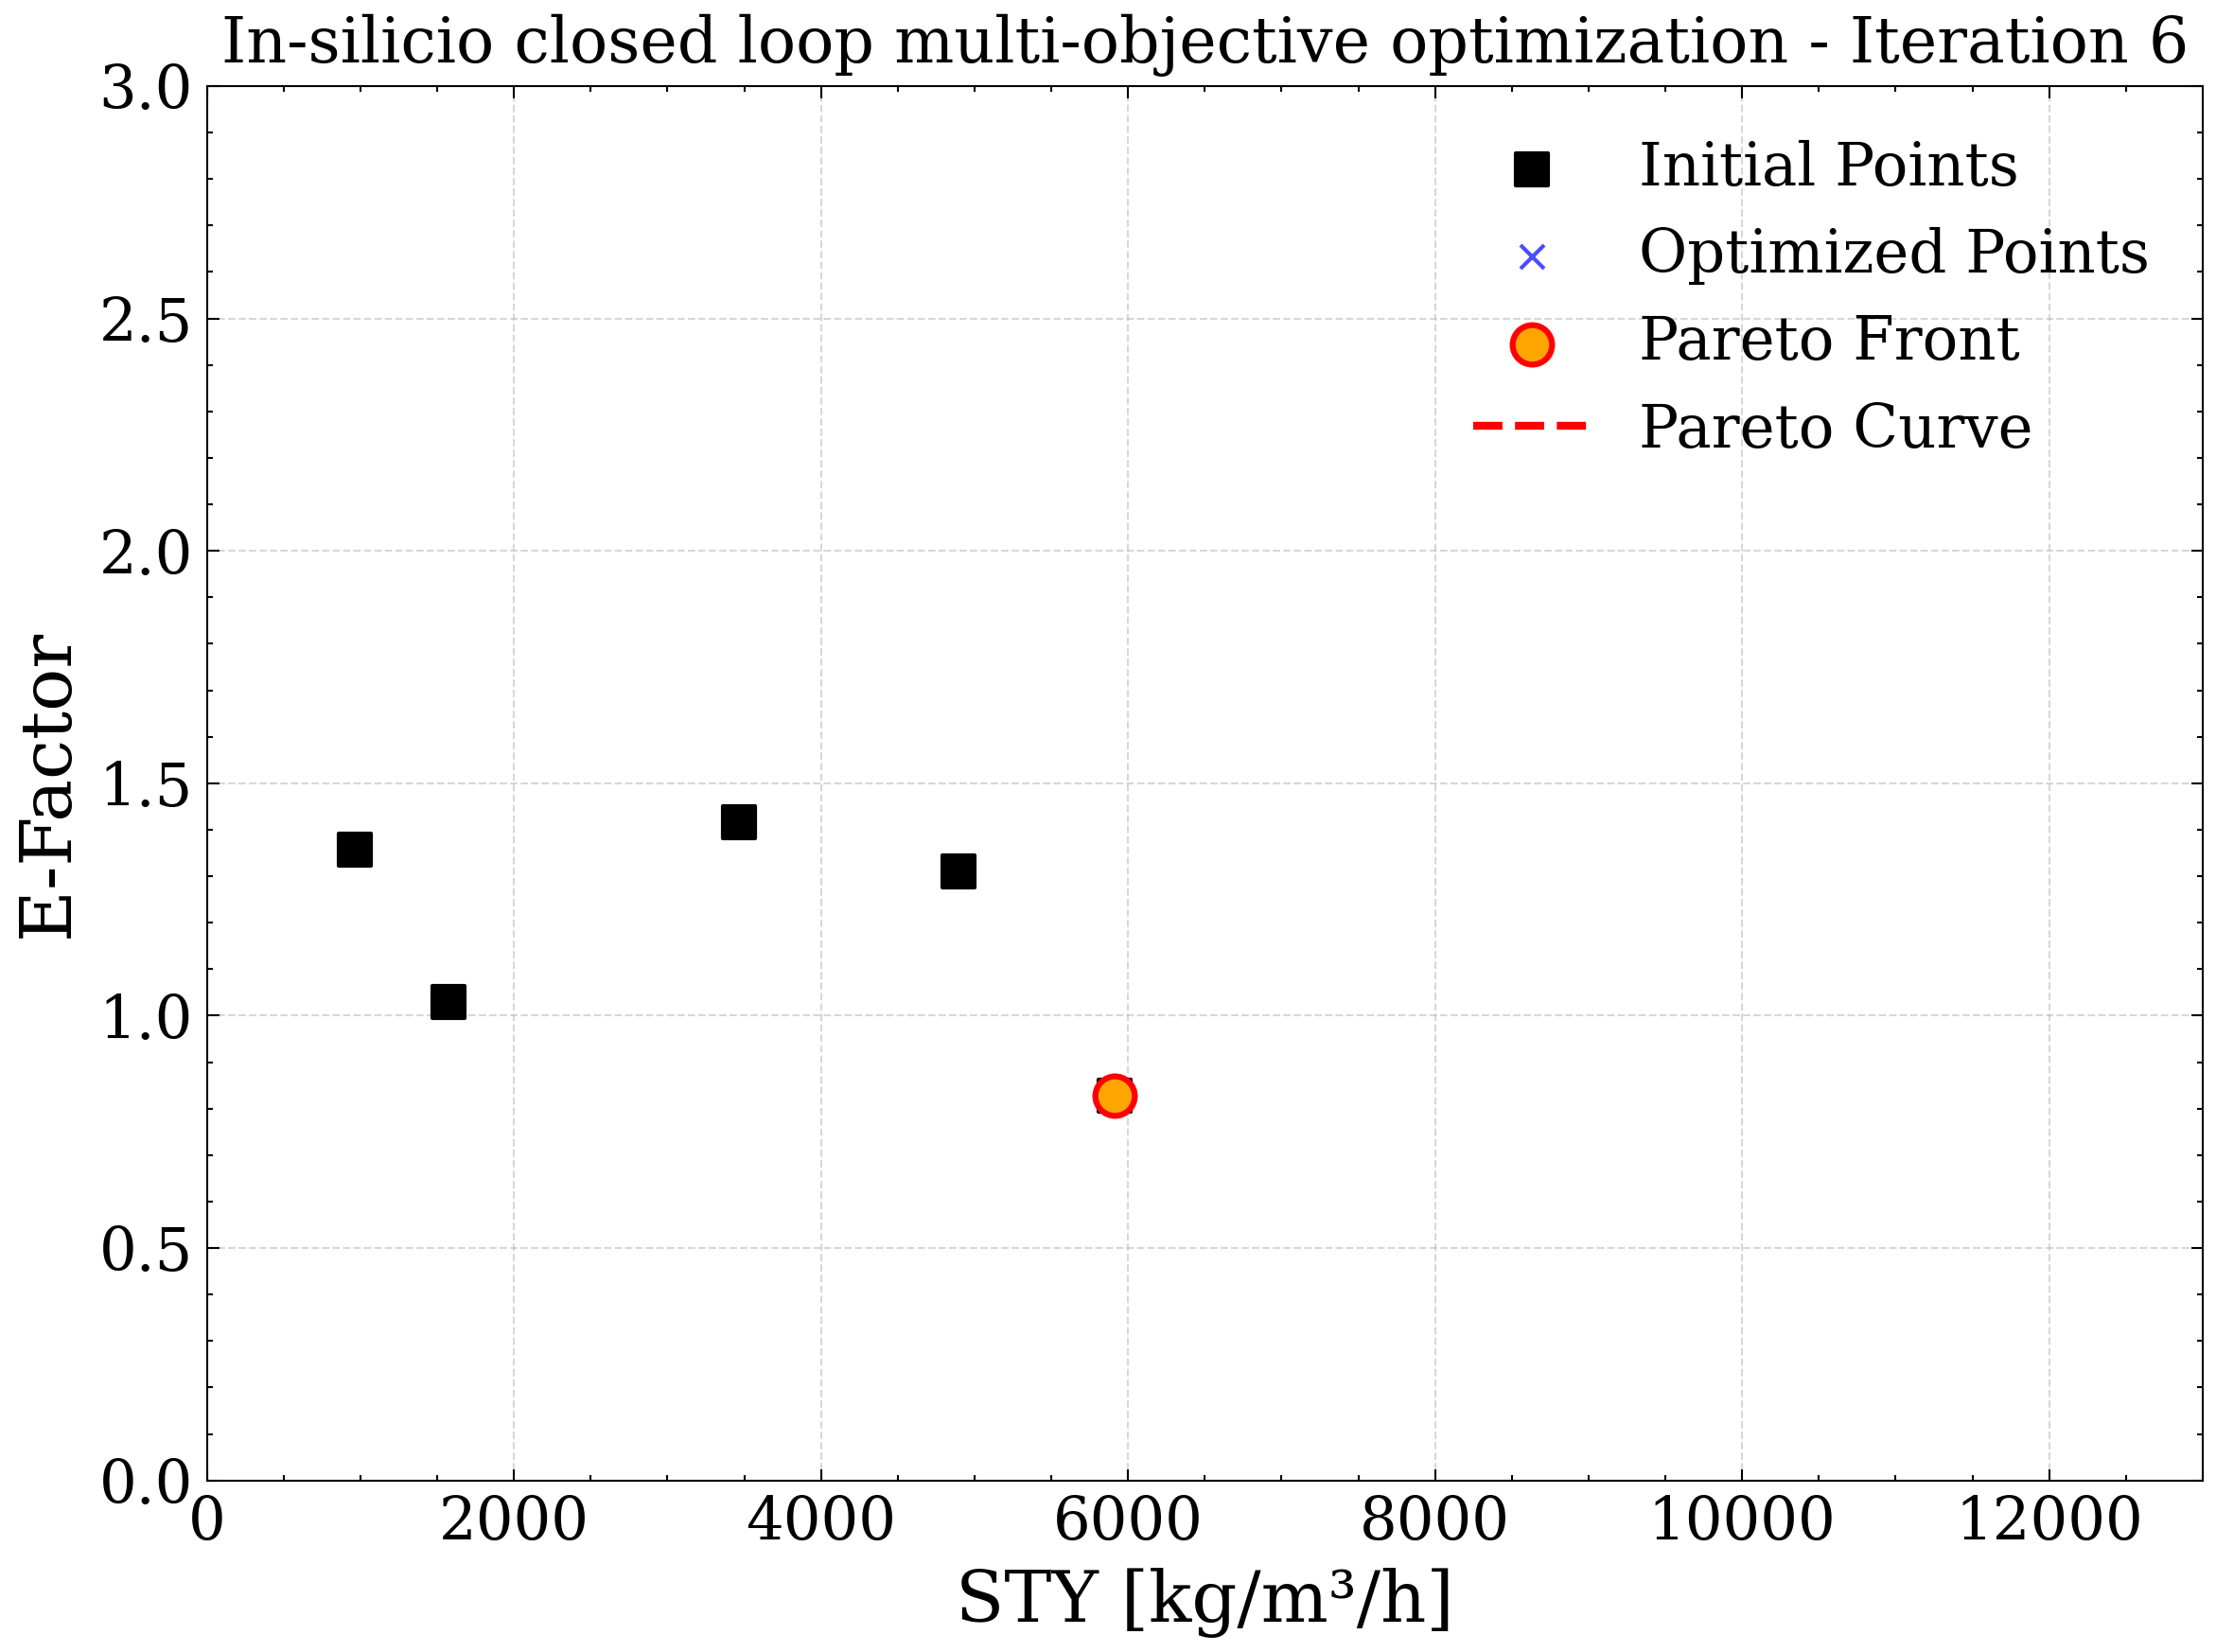 In-silicio closed loop multi-objective optimization - Iteration 6
3.0
2.5
2.0
1.5
1.0
0.5
0.0
E-Factor
Initial Points
Optimized Points
Pareto Front
Pareto Curve
0 2000 4000 6000 8000 10000 12000
STY [kg/m³/h]